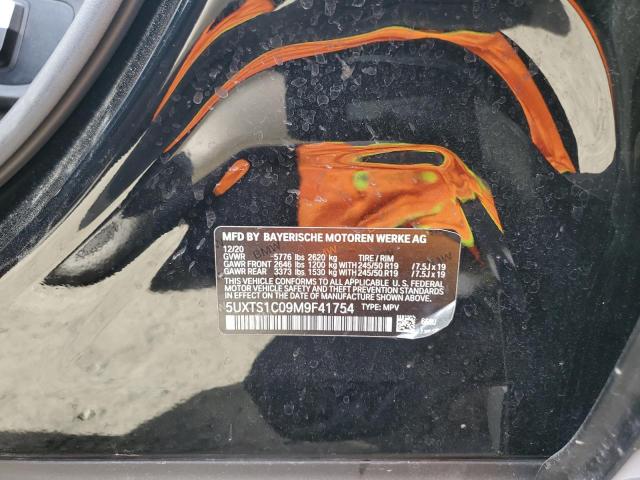 MFD BY BAYERISCHE MOTOREN WERKE AG
12/20
GVWR 5776 lbs 2620 kg TIRE / RIM
GAWR FRONT 2646 lbs 1200 kg WITH 245/50 R19 /7.5J x 19
GAWR REAR 3373 lbs 1530 kg WITH 245/50 R19 /7.5J x 19
THIS VEHICLE CONFORMS TO ALL APPLICABLE U.S. FEDERAL
MOTOR VEHICLE SAFETY AND THEFT PREVENTION STANDARDS
IN EFFECT ON THE DATE OF MANUFACTURE SHOWN ABOVE.
5UXTS1C09M9F41754 TYPE: MPV